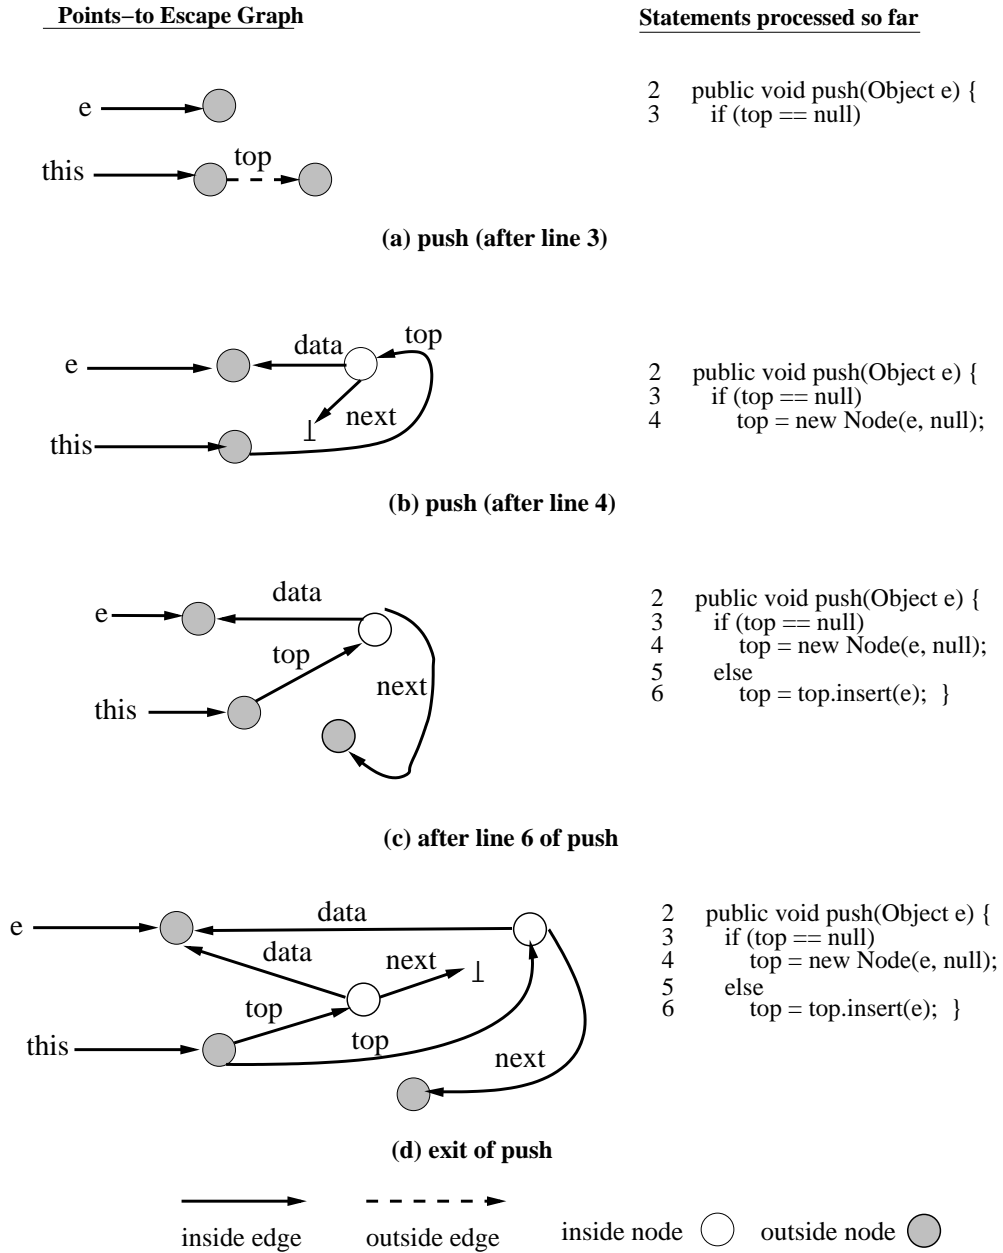 Points−to Escape Graph
Statements processed so far
e
this
top
2 public void push(Object e) {
3 if (top == null)
(a) push (after line 3)
e
data
top
next
⊥
this
2 public void push(Object e) {
3 if (top == null)
4 top = new Node(e, null);
(b) push (after line 4)
e
data
top
next
this
2 public void push(Object e) {
3 if (top == null)
4 top = new Node(e, null);
5 else
6 top = top.insert(e); }
(c) after line 6 of push
e
data
data
next
⊥
top
top
this
next
2 public void push(Object e) {
3 if (top == null)
4 top = new Node(e, null);
5 else
6 top = top.insert(e); }
(d) exit of push
inside edge
outside edge
inside node
outside node